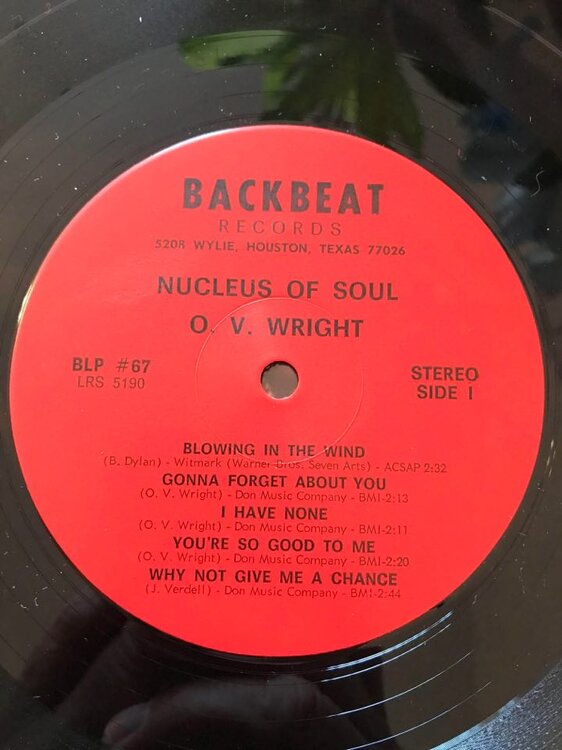 BACKBEAT
RECORDS
5208 WYLIE, HOUSTON, TEXAS 77026
NUCLEUS OF SOUL
O. V. WRIGHT
BLP #67
LRS 5190
STEREO
SIDE I
BLOWING IN THE WIND
(B. Dylan) - Witmark (Warner Bros. Seven Arts) - ACSAP 2:32
GONNA FORGET ABOUT YOU
(O. V. Wright) - Don Music Company - BMI-2:13
I HAVE NONE
(O. V. Wright) - Don Music Company - BMI-2:11
YOU'RE SO GOOD TO ME
(O. V. Wright) - Don Music Company - BMI-2:20
WHY NOT GIVE ME A CHANCE
(J. Verdell) - Don Music Company - BMI-2:44